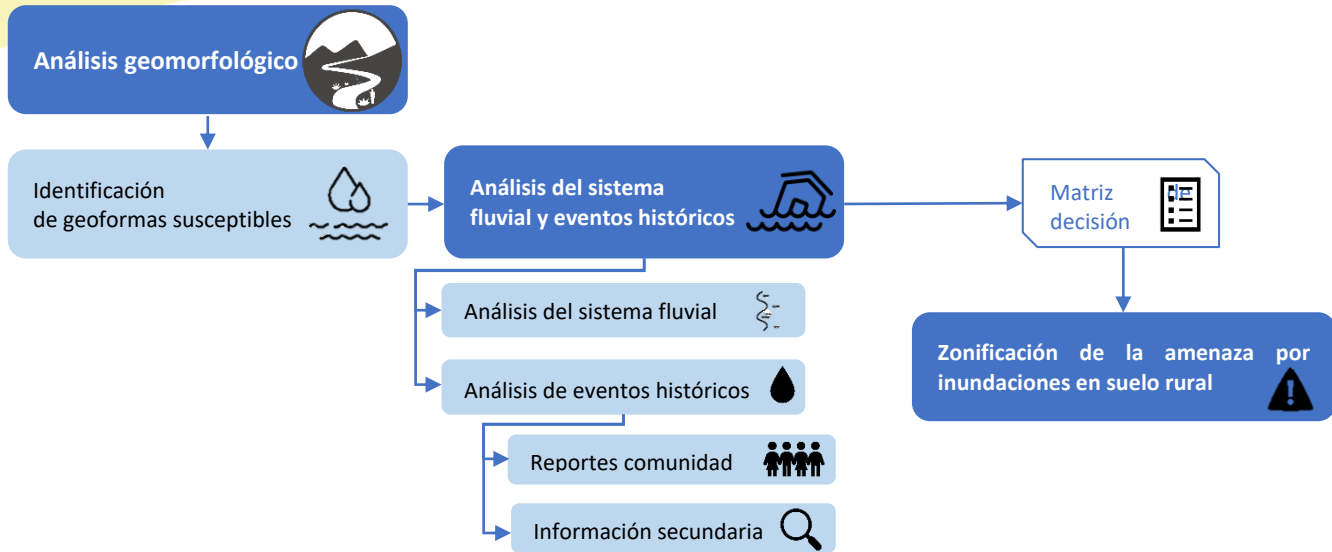 Análisis geomorfológico
Identificación
de geoformas susceptibles
Análisis del sistema
fluvial y eventos históricos
Análisis del sistema fluvial
Análisis de eventos históricos
Reportes comunidad
Información secundaria
Matriz de
decisión
Zonificación de la amenaza por
inundaciones en suelo rural